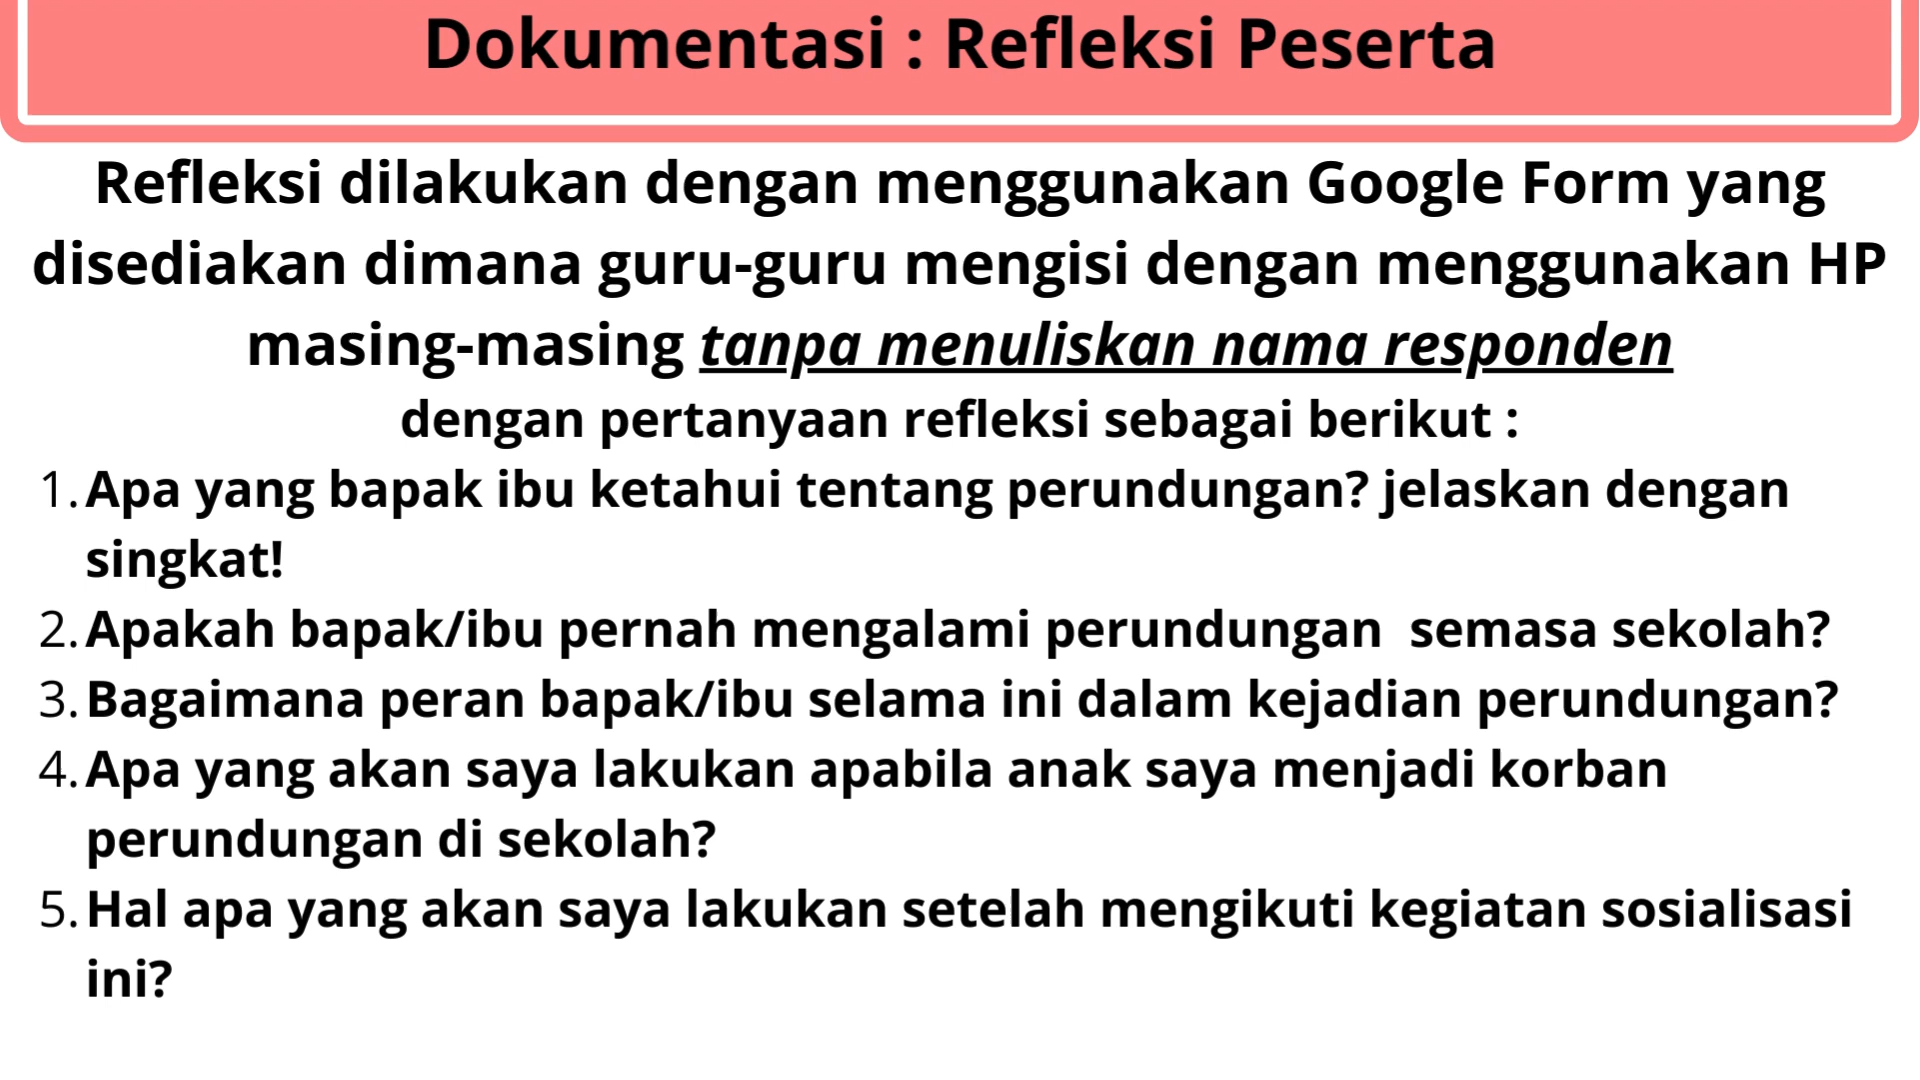 Dokumentasi : Refleksi Peserta
Refleksi dilakukan dengan menggunakan Google Form yang
disediakan dimana guru-guru mengisi dengan menggunakan HP
masing-masing tanpa menuliskan nama responden
dengan pertanyaan refleksi sebagai berikut :
1. Apa yang bapak ibu ketahui tentang perundungan? jelaskan dengan
singkat!
2. Apakah bapak/ibu pernah mengalami perundungan  semasa sekolah?
3. Bagaimana peran bapak/ibu selama ini dalam kejadian perundungan?
4. Apa yang akan saya lakukan apabila anak saya menjadi korban
perundungan di sekolah?
5. Hal apa yang akan saya lakukan setelah mengikuti kegiatan sosialisasi
ini?